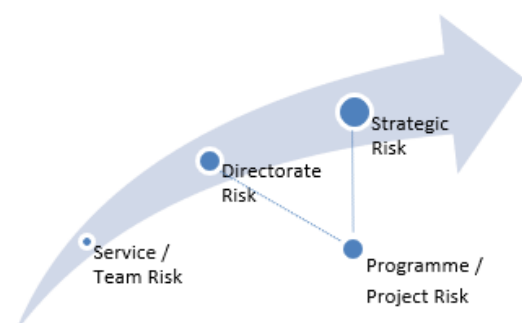 Strategic
Risk
Directorate
Risk
Service /
Team Risk
Programme /
Project Risk